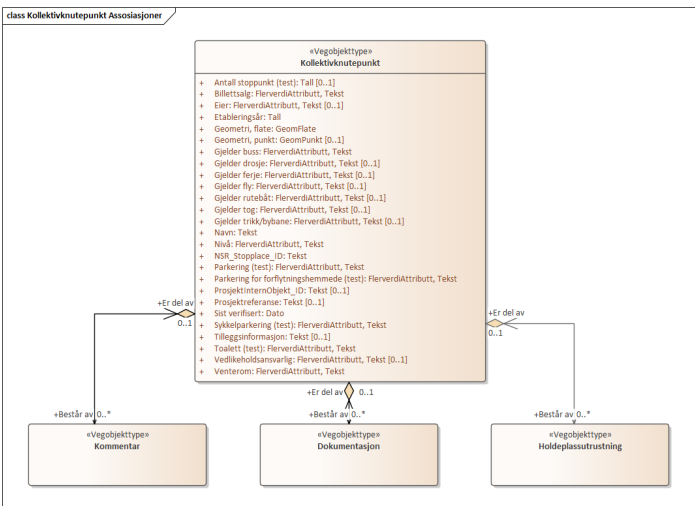 class Kollektivknutepunkt Assosiasjoner
«Vegobjekttype»
Kollektivknutepunkt
+ Antall stoppunkt (test): Tall [0..1]
+ Billettsalg: FlerverdiAttributt, Tekst
+ Eier: FlerverdiAttributt, Tekst [0..1]
+ Etableringsår: Tall
+ Geometri, flate: GeomFlate
+ Geometri, punkt: GeomPunkt [0..1]
+ Gjelder buss: FlerverdiAttributt, Tekst
+ Gjelder drosje: FlerverdiAttributt, Tekst [0..1]
+ Gjelder ferje: FlerverdiAttributt, Tekst [0..1]
+ Gjelder fly: FlerverdiAttributt, Tekst [0..1]
+ Gjelder rutebåt: FlerverdiAttributt, Tekst [0..1]
+ Gjelder tog: FlerverdiAttributt, Tekst [0..1]
+ Gjelder trikk/bybane: FlerverdiAttributt, Tekst [0..1]
+ Navn: Tekst
+ Nivå: FlerverdiAttributt, Tekst
+ NSR_Stopplace_ID: Tekst
+ Parkering (test): FlerverdiAttributt, Tekst
+ Parkering for forflytningshemmede (test): FlerverdiAttributt, Tekst
+ ProsjektInternObjekt_ID: Tekst [0..1]
+ Prosjektreferanse: Tekst [0..1]
+ Sist verifisert: Dato
+ Sykkelparkering (test): FlerverdiAttributt, Tekst
+ Tilleggsinformasjon: Tekst [0..1]
+ Toalett (test): FlerverdiAttributt, Tekst
+ Vedlikeholdsansvarlig: FlerverdiAttributt, Tekst [0..1]
+ Venterom: FlerverdiAttributt, Tekst
+Er del av
0..1
+Er del av
0..1
+Er del av 0..1
+Består av 0..*
+Består av 0..*
+Består av 0..*
«Vegobjekttype»
Kommentar
«Vegobjekttype»
Dokumentasjon
«Vegobjekttype»
Holdeplassutrustning